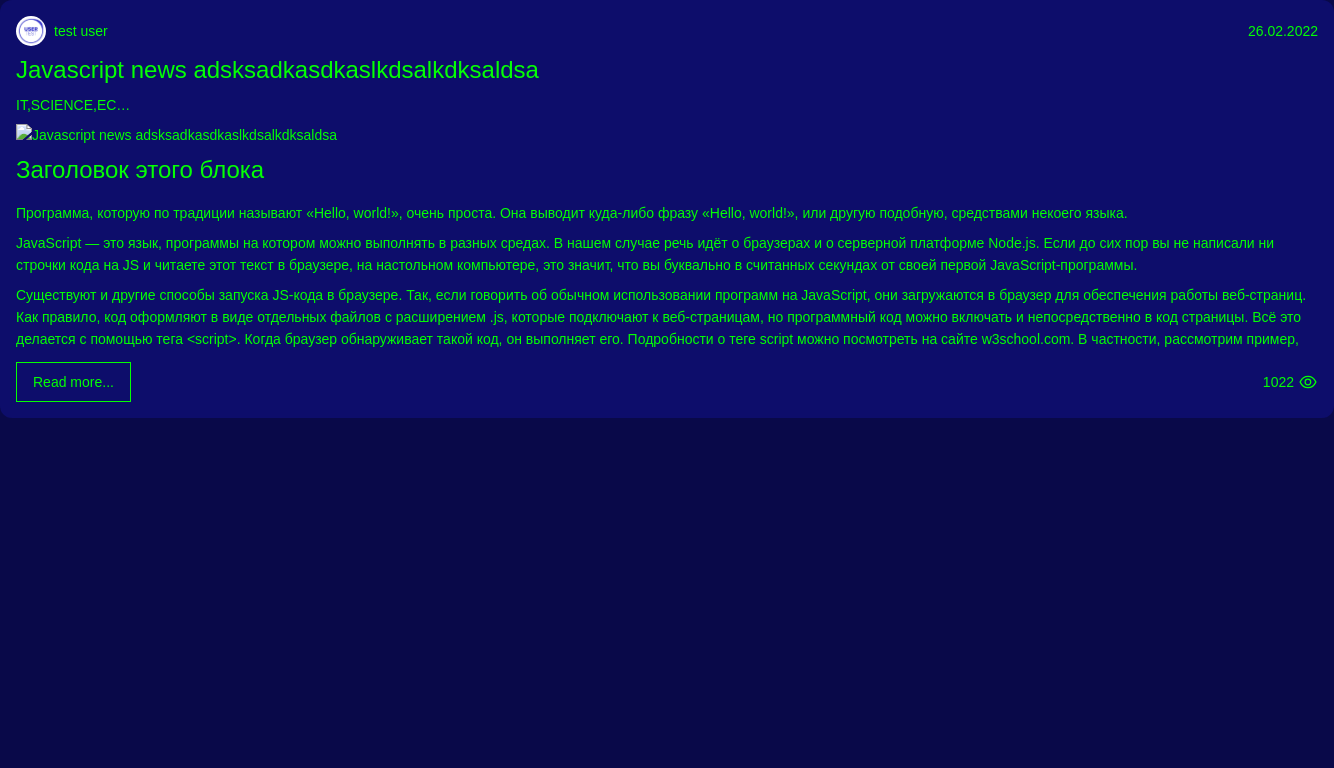 test user
26.02.2022
Javascript news adsksadkasdkaslkdsalkdksaldsa
IT,SCIENCE,EC...
Javascript news adsksadkasdkaslkdsalkdksaldsa
Заголовок этого блока
Программа, которую по традиции называют «Hello, world!», очень проста. Она выводит куда-либо фразу «Hello, world!», или другую подобную, средствами некоего языка.
JavaScript — это язык, программы на котором можно выполнять в разных средах. В нашем случае речь идёт о браузерах и о серверной платформе Node.js. Если до сих пор вы не написали ни
строчки кода на JS и читаете этот текст в браузере, на настольном компьютере, это значит, что вы буквально в считанных секундах от своей первой JavaScript-программы.
Существуют и другие способы запуска JS-кода в браузере. Так, если говорить об обычном использовании программ на JavaScript, они загружаются в браузер для обеспечения работы веб-страниц.
Как правило, код оформляют в виде отдельных файлов с расширением .js, которые подключают к веб-страницам, но программный код можно включать и непосредственно в код страницы. Всё это
делается с помощью тега <script>. Когда браузер обнаруживает такой код, он выполняет его. Подробности о теге script можно посмотреть на сайте w3school.com. В частности, рассмотрим пример,
Read more...
1022